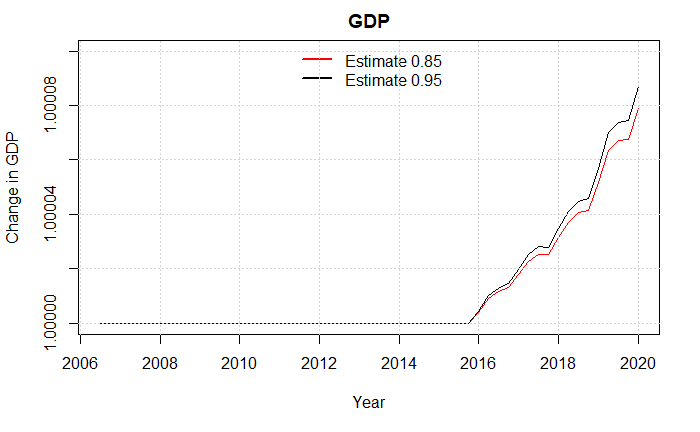 GDP
Estimate 0.85
Estimate 0.95
Change in GDP
1.00008
1.00004
1.00000
2006 2008 2010 2012 2014 2016 2018 2020
Year